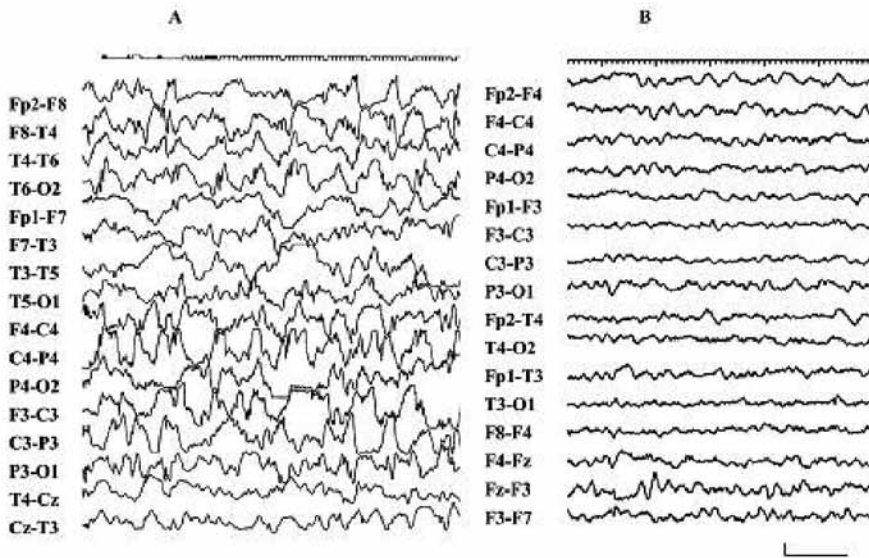 A
Fp2-F8
F8-T4
T4-T6
T6-O2
Fp1-F7
F7-T3
T3-T5
T5-O1
F4-C4
C4-P4
P4-O2
F3-C3
C3-P3
P3-O1
T4-Cz
Cz-T3
B
Fp2-F4
F4-C4
C4-P4
P4-O2
Fp1-F3
F3-C3
C3-P3
P3-O1
Fp2-T4
T4-O2
Fp1-T3
T3-O1
F8-F4
F4-Fz
Fz-F3
F3-F7